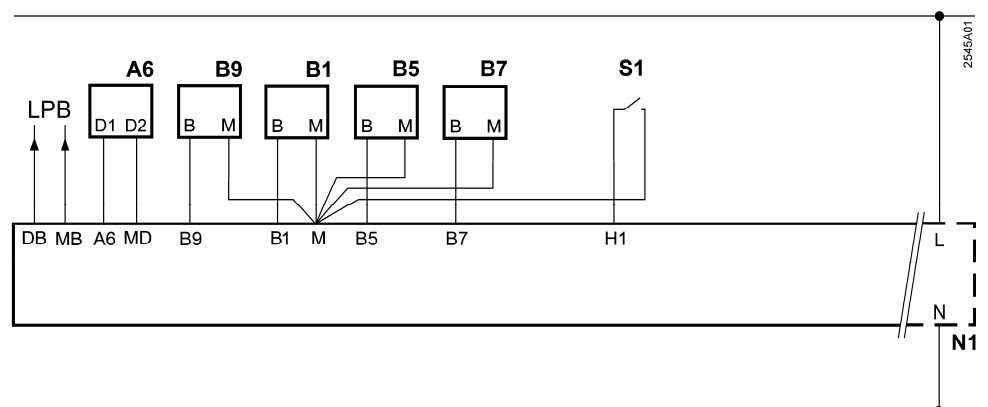 2545A01
A6 B9 B1 B5 B7 S1
LPB
D1 D2 B M B M B M B M
DB MB A6 MD B9 B1 M B5 B7 H1 L
N
N1